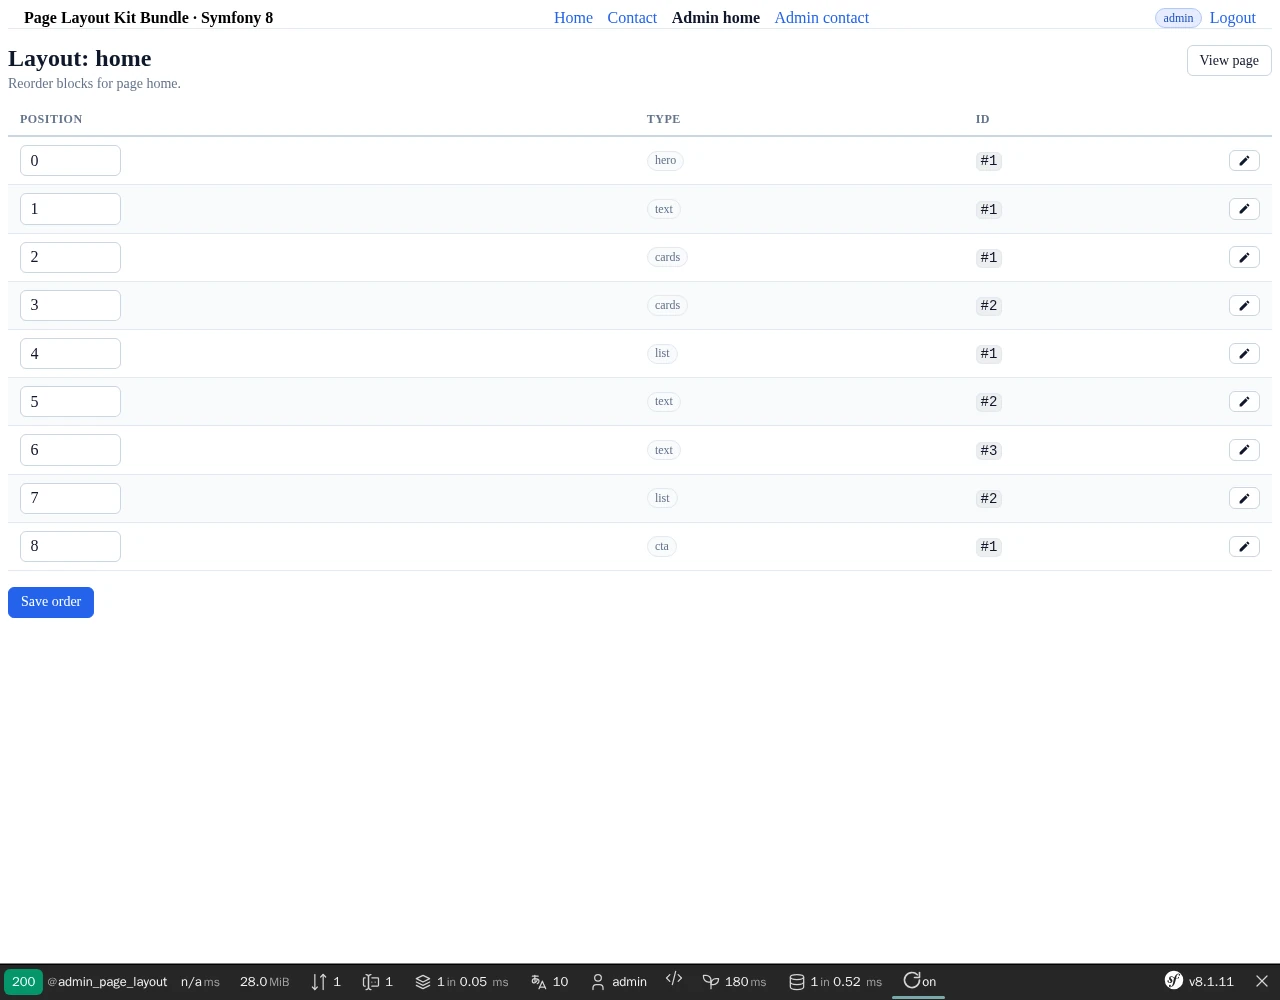 Page Layout Kit Bundle · Symfony 8 Home Contact Admin home Admin contact admin Logout
Layout: home View page
Reorder blocks for page home.
POSITION TYPE ID
0 hero #1
1 text #1
2 cards #1
3 cards #2
4 list #1
5 text #2
6 text #3
7 list #2
8 cta #1
Save order
200 @admin_page_layout n/a ms 28.0 MiB 1 1 1 in 0.05 ms 10 admin 180 ms 1 in 0.52 ms on v8.1.11